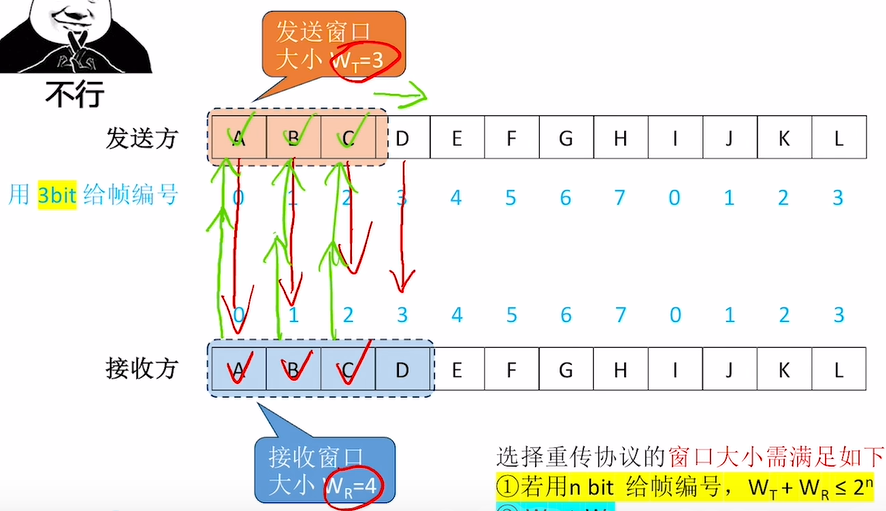 发送窗口
大小 W_T=3
不行
发送方 A B C D E F G H I J K L
用 3bit 给帧编号 0 1 2 3 4 5 6 7 0 1 2 3
0 1 2 3 4 5 6 7 0 1 2 3
接收方 A B C D E F G H I J K L
接收窗口
大小 W_R=4
选择重传协议的窗口大小需满足如下
①若用n bit 给帧编号，W_T + W_R ≤ 2ⁿ